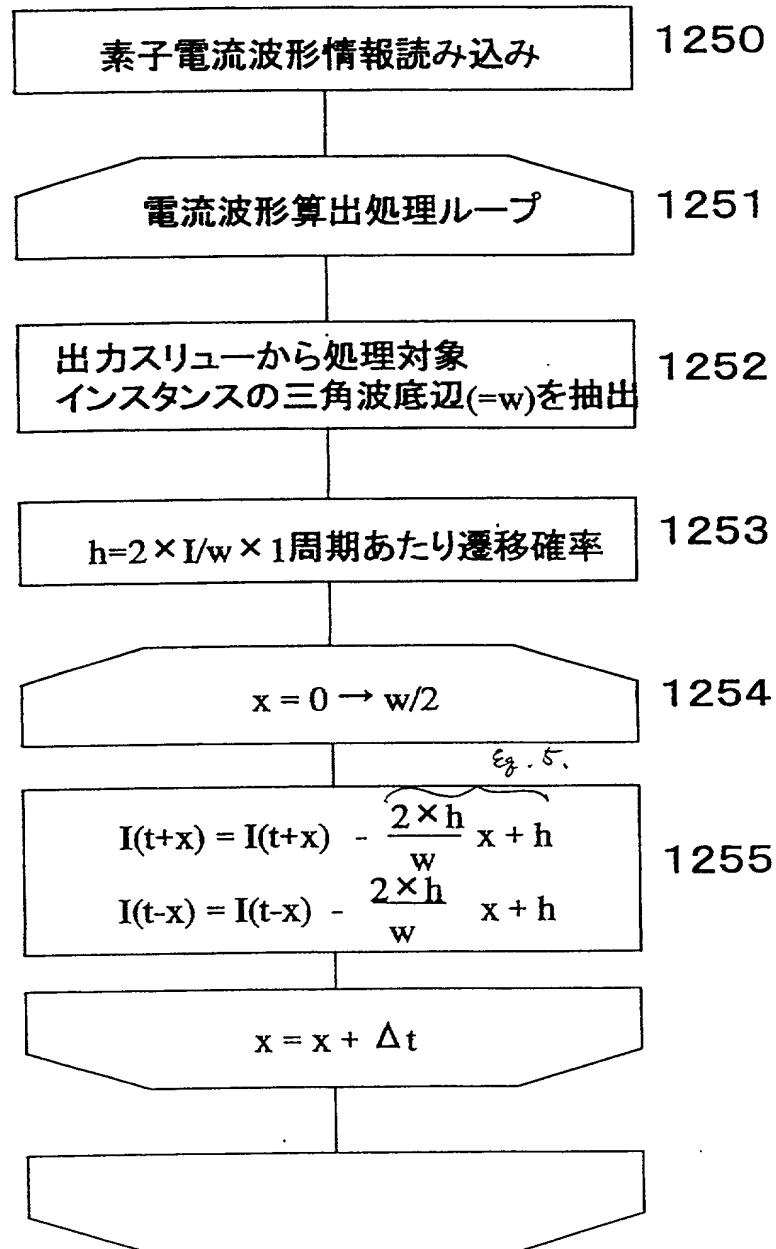 素子電流波形情報読み込み 1250
電流波形算出処理ループ 1251
出力スリューから処理対象
インスタンスの三角波底辺(=w)を抽出 1252
h=2×I/w×1周期あたり遷移確率 1253
x = 0 → w/2 1254
Eq. 5.
I(t+x) = I(t+x) - 2×h/w x + h
I(t-x) = I(t-x) - 2×h/w x + h 1255
x = x + Δt